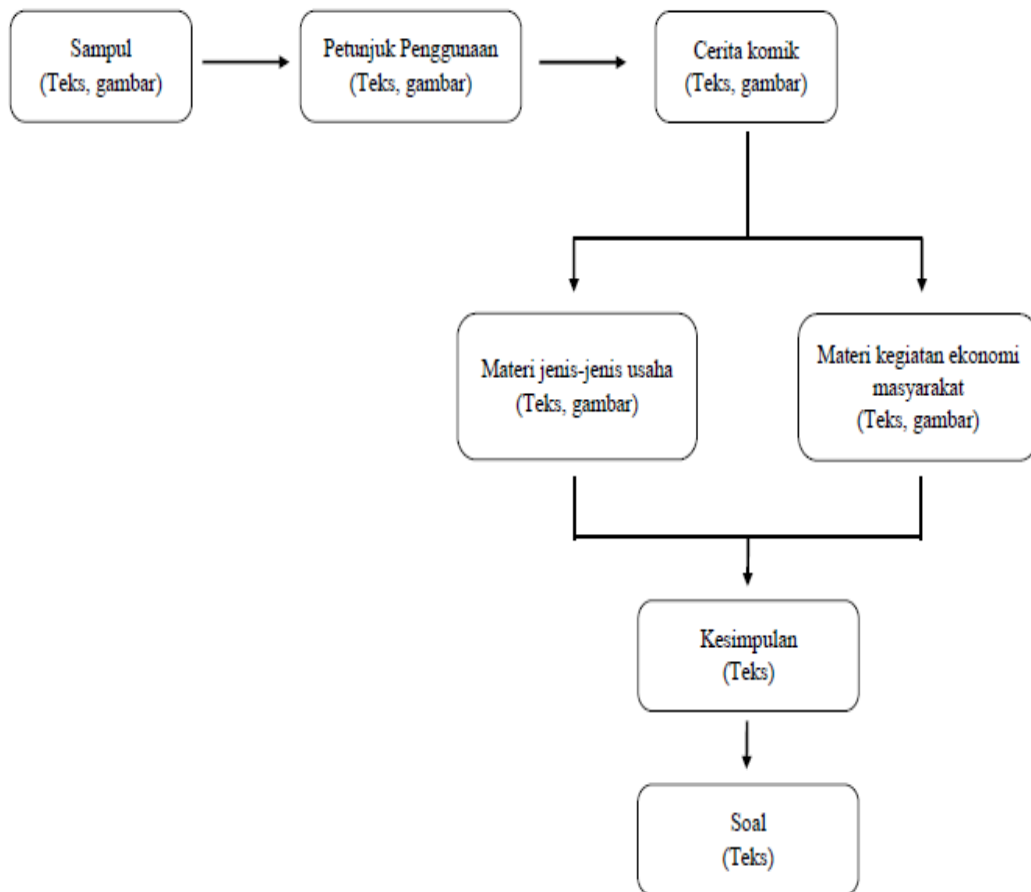 Sampul
(Teks, gambar)
Petunjuk Penggunaan
(Teks, gambar)
Cerita komik
(Teks, gambar)
Materi jenis-jenis usaha
(Teks, gambar)
Materi kegiatan ekonomi
masyarakat
(Teks, gambar)
Kesimpulan
(Teks)
Soal
(Teks)